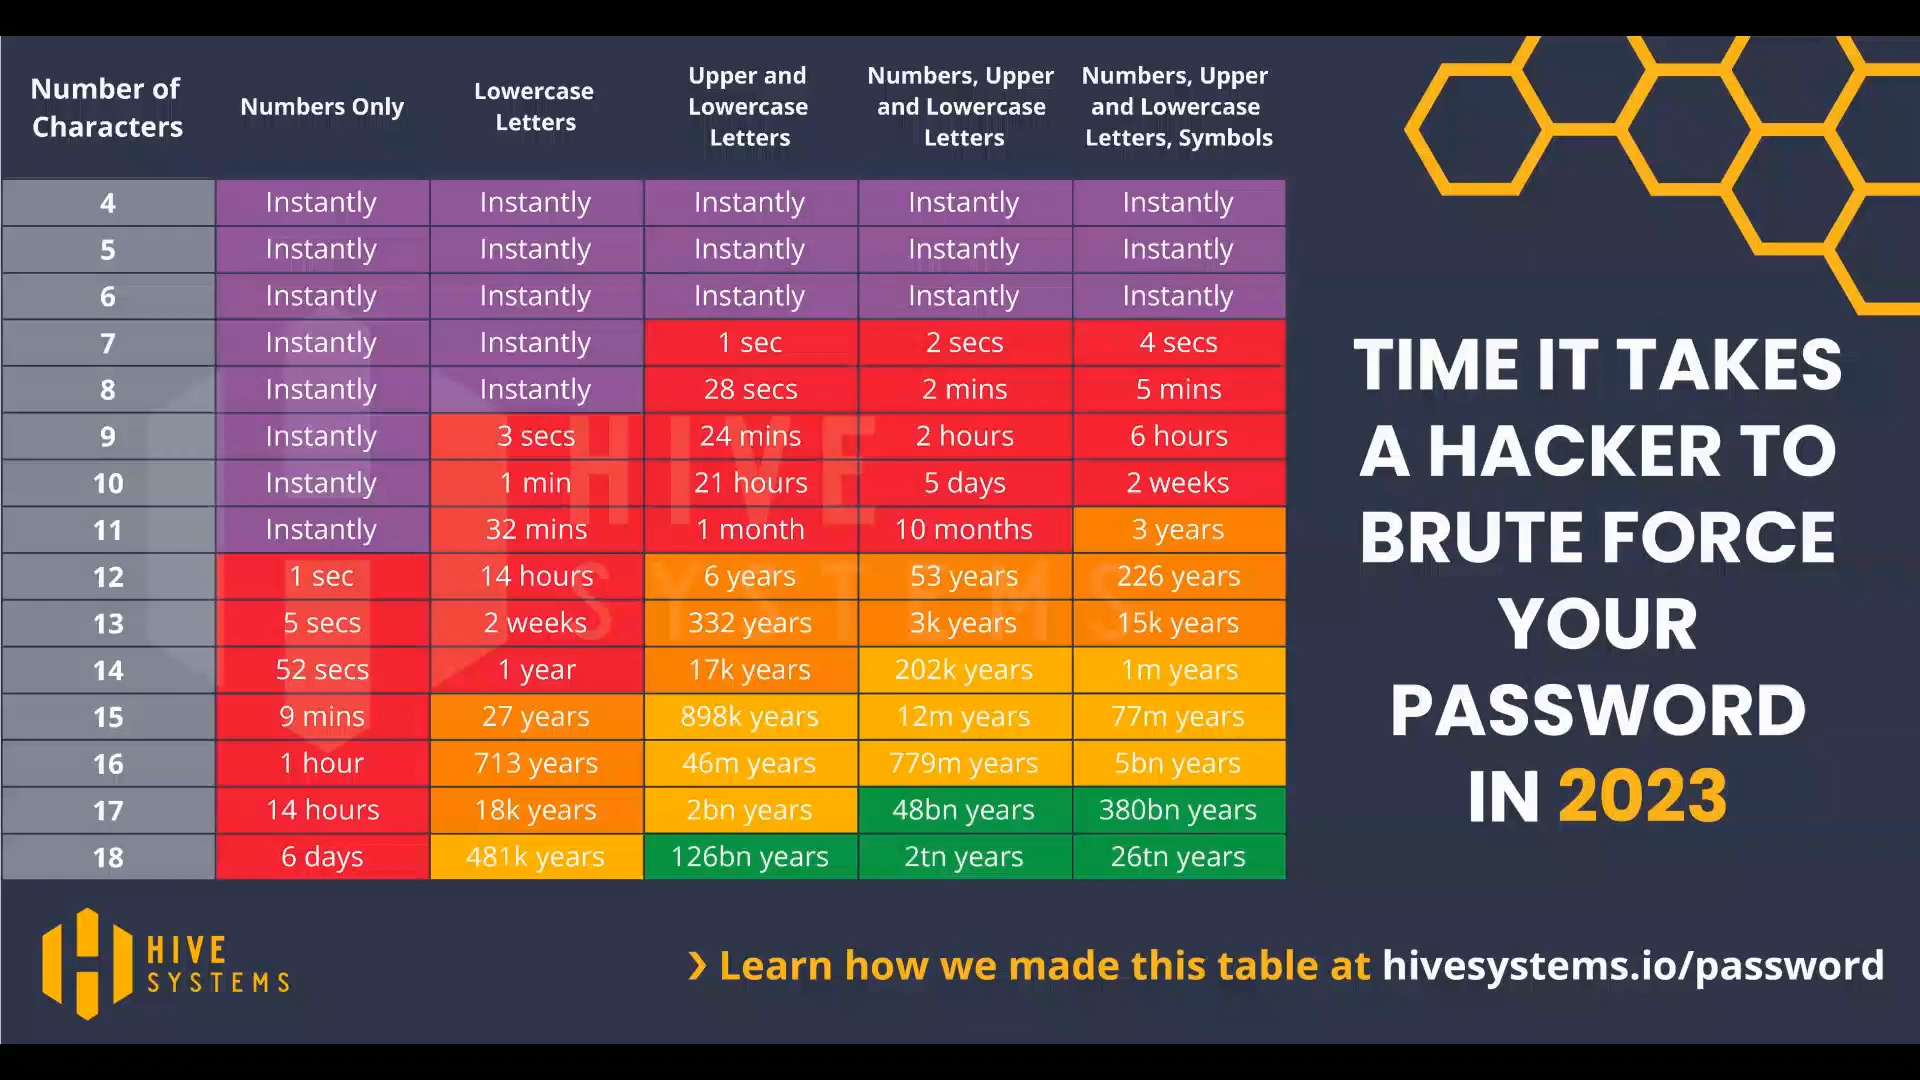 Number of Characters	Numbers Only	Lowercase Letters	Upper and Lowercase Letters	Numbers, Upper and Lowercase Letters	Numbers, Upper and Lowercase Letters, Symbols
4	Instantly	Instantly	Instantly	Instantly	Instantly
5	Instantly	Instantly	Instantly	Instantly	Instantly
6	Instantly	Instantly	Instantly	Instantly	Instantly
7	Instantly	Instantly	1 sec	2 secs	4 secs
8	Instantly	Instantly	28 secs	2 mins	5 mins
9	Instantly	3 secs	24 mins	2 hours	6 hours
10	Instantly	1 min	21 hours	5 days	2 weeks
11	Instantly	32 mins	1 month	10 months	3 years
12	1 sec	14 hours	6 years	53 years	226 years
13	5 secs	2 weeks	332 years	3k years	15k years
14	52 secs	1 year	17k years	202k years	1m years
15	9 mins	27 years	898k years	12m years	77m years
16	1 hour	713 years	46m years	779m years	5bn years
17	14 hours	18k years	2bn years	48bn years	380bn years
18	6 days	481k years	126bn years	2tn years	26tn years
HIVE
SYSTEMS
TIME IT TAKES
A HACKER TO
BRUTE FORCE
YOUR
PASSWORD
IN 2023
HIVE
SYSTEMS
› Learn how we made this table at hivesystems.io/password